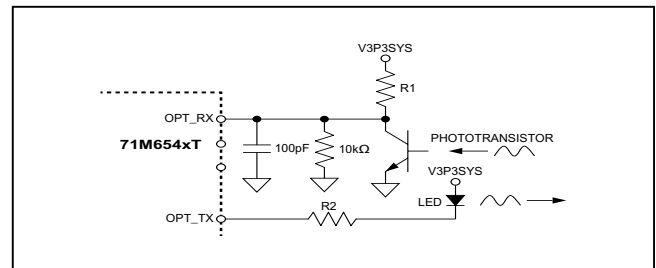 V3P3SYS
R1
OPT_RX
71M654xT
100pF
10kΩ
PHOTOTRANSISTOR
V3P3SYS
LED
R2
OPT_TX